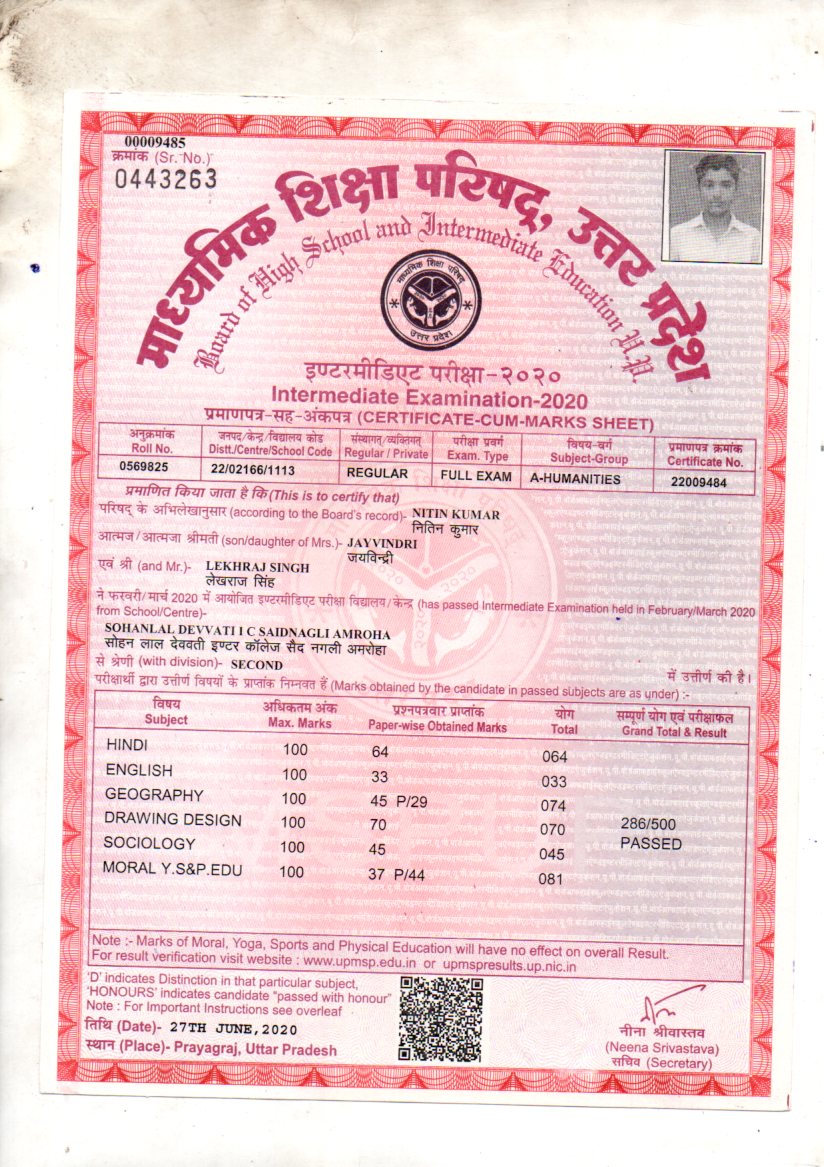 00009485
क्रमांक (Sr. No.)
0443263
माध्यमिक शिक्षा परिषद्, उत्तर प्रदेश
Board of High School and Intermediate Education U.P.
माध्यमिक शिक्षा परिषद
उत्तर प्रदेश
इण्टरमीडिएट परीक्षा-२०२०
Intermediate Examination-2020
प्रमाणपत्र-सह-अंकपत्र (CERTIFICATE-CUM-MARKS SHEET)
अनुक्रमांक जनपद/केन्द्र/विद्यालय कोड संस्थागत/व्यक्तिगत परीक्षा प्रवर्ग विषय-वर्ग प्रमाणपत्र क्रमांक
Roll No. Distt./Centre/School Code Regular / Private Exam. Type Subject-Group Certificate No.
0569825 22/02166/1113 REGULAR FULL EXAM A-HUMANITIES 22009484
प्रमाणित किया जाता है कि (This is to certify that)
परिषद् के अभिलेखानुसार (according to the Board's record)- NITIN KUMAR
नितिन कुमार
आत्मज/आत्मजा श्रीमती (son/daughter of Mrs.)- JAYVINDRI
जयविन्द्री
एवं श्री (and Mr.)- LEKHRAJ SINGH
लेखराज सिंह
ने फरवरी/मार्च 2020 में आयोजित इण्टरमीडिएट परीक्षा विद्यालय/केन्द्र (has passed Intermediate Examination held in February/March 2020
from School/Centre)-
SOHANLAL DEVVATI I C SAIDNAGLI AMROHA
सोहन लाल देववती इण्टर कॉलेज सैद नगली अमरोहा
से श्रेणी (with division)- SECOND में उत्तीर्ण की है।
परीक्षार्थी द्वारा उत्तीर्ण विषयों के प्राप्तांक निम्नवत हैं (Marks obtained by the candidate in passed subjects are as under) :-
विषय अधिकतम अंक प्रश्नपत्रवार प्राप्तांक योग सम्पूर्ण योग एवं परीक्षाफल
Subject Max. Marks Paper-wise Obtained Marks Total Grand Total & Result
HINDI 100 64 064
ENGLISH 100 33 033
GEOGRAPHY 100 45 P/29 074
DRAWING DESIGN 100 70 070 286/500
SOCIOLOGY 100 45 045 PASSED
MORAL Y.S&P.EDU 100 37 P/44 081
Note :- Marks of Moral, Yoga, Sports and Physical Education will have no effect on overall Result.
For result verification visit website : www.upmsp.edu.in or upmspresults.up.nic.in
'D' indicates Distinction in that particular subject,
'HONOURS' indicates candidate "passed with honour"
Note : For Important Instructions see overleaf
तिथि (Date)- 27TH JUNE,2020
स्थान (Place)- Prayagraj, Uttar Pradesh
नीना श्रीवास्तव
(Neena Srivastava)
सचिव (Secretary)